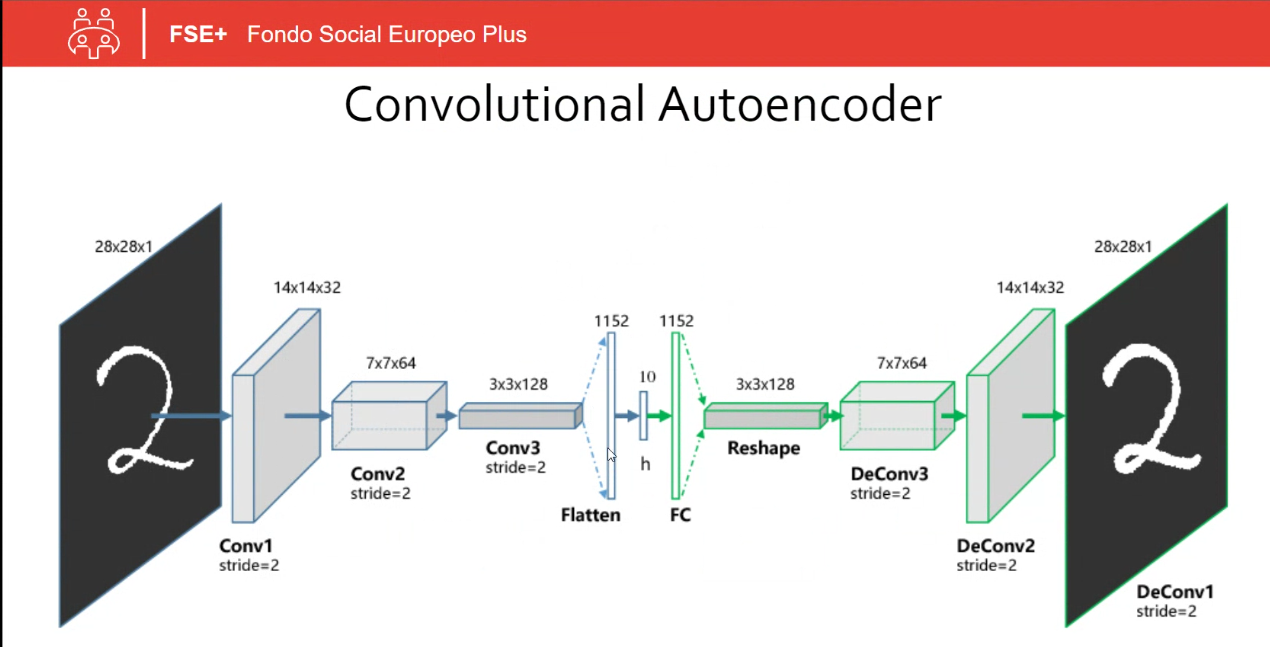 FSE+ Fondo Social Europeo Plus
Convolutional Autoencoder
28x28x1
14x14x32
7x7x64
3x3x128
1152
10
1152
3x3x128
7x7x64
14x14x32
28x28x1
Conv1
stride=2
Conv2
stride=2
Conv3
stride=2
Flatten
h
FC
Reshape
DeConv3
stride=2
DeConv2
stride=2
DeConv1
stride=2
2
2